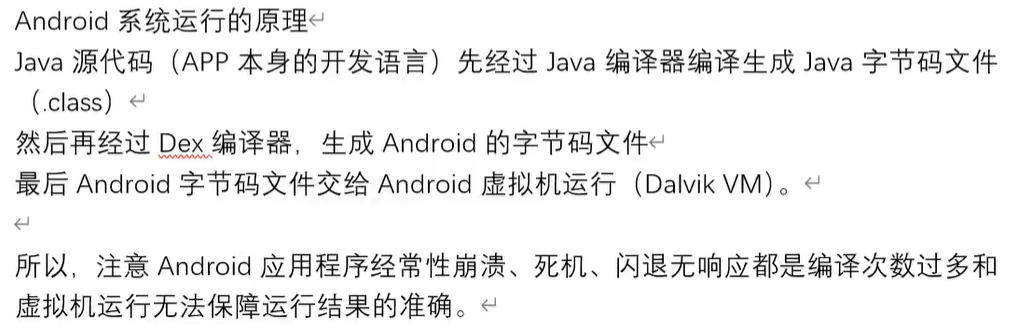 Android 系统运行的原理
Java 源代码（APP 本身的开发语言）先经过 Java 编译器编译生成 Java 字节码文件
（.class）
然后再经过 Dex 编译器，生成 Android 的字节码文件
最后 Android 字节码文件交给 Android 虚拟机运行（Dalvik VM）。
所以，注意 Android 应用程序经常性崩溃、死机、闪退无响应都是编译次数过多和
虚拟机运行无法保障运行结果的准确。